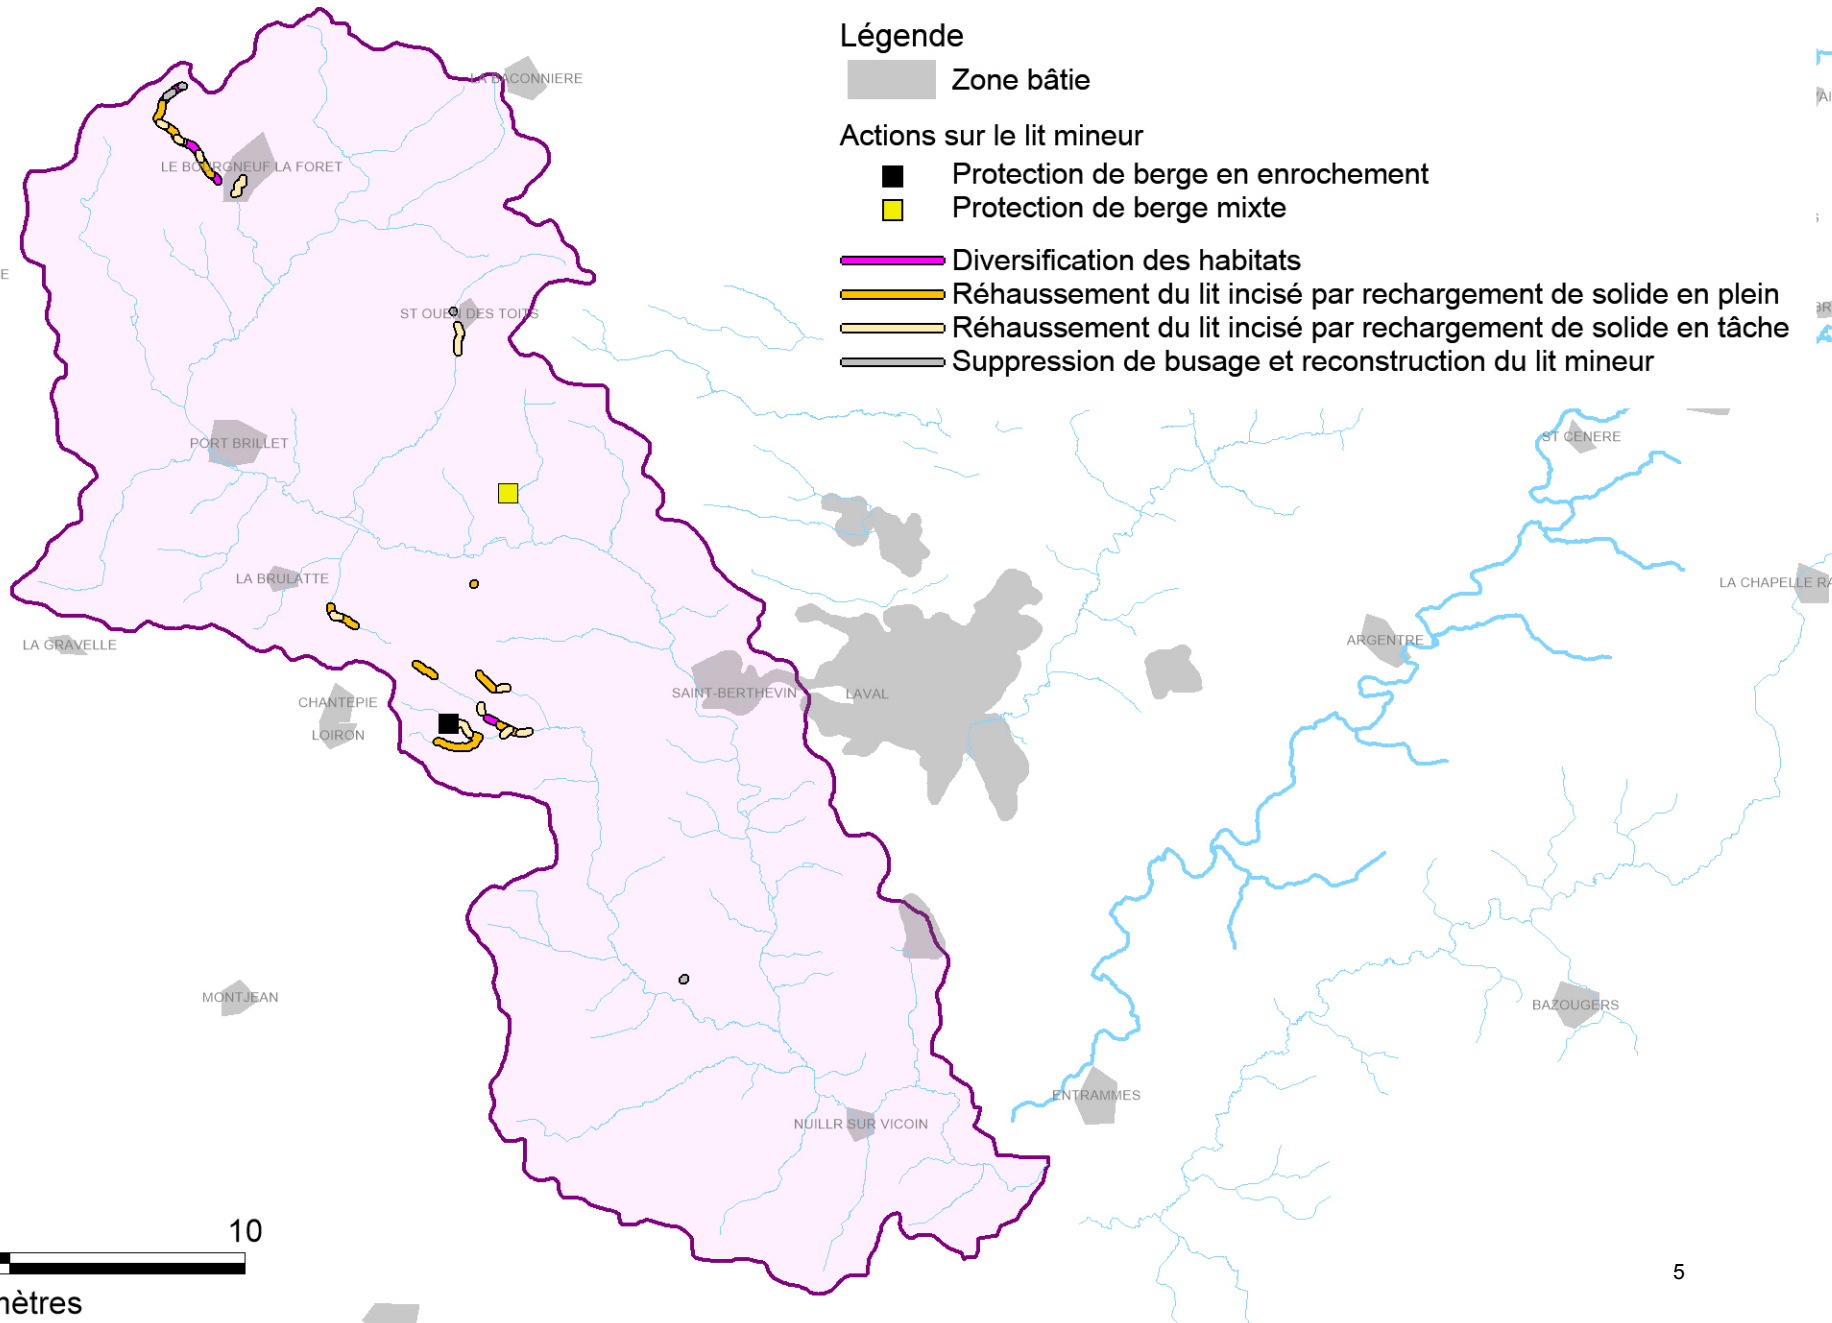 Légende
Zone bâtie
Actions sur le lit mineur
Protection de berge en enrochement
Protection de berge mixte
Diversification des habitats
Réhaussement du lit incisé par rechargement de solide en plein
Réhaussement du lit incisé par rechargement de solide en tâche
Suppression de busage et reconstruction du lit mineur
LA BACONNIERE
LE BOURGNEUF LA FORET
E
ST OUEN DES TOITS
PORT BRILLET
ST CENERE
LA BRULATTE
LA CHAPELLE RA
LA GRAVELLE
ARGENTRE
CHANTEPIE
SAINT-BERTHEVIN
LAVAL
LOIRON
MONTJEAN
BAZOUGERS
ENTRAMMES
NUILLR SUR VICOIN
10
mètres
5